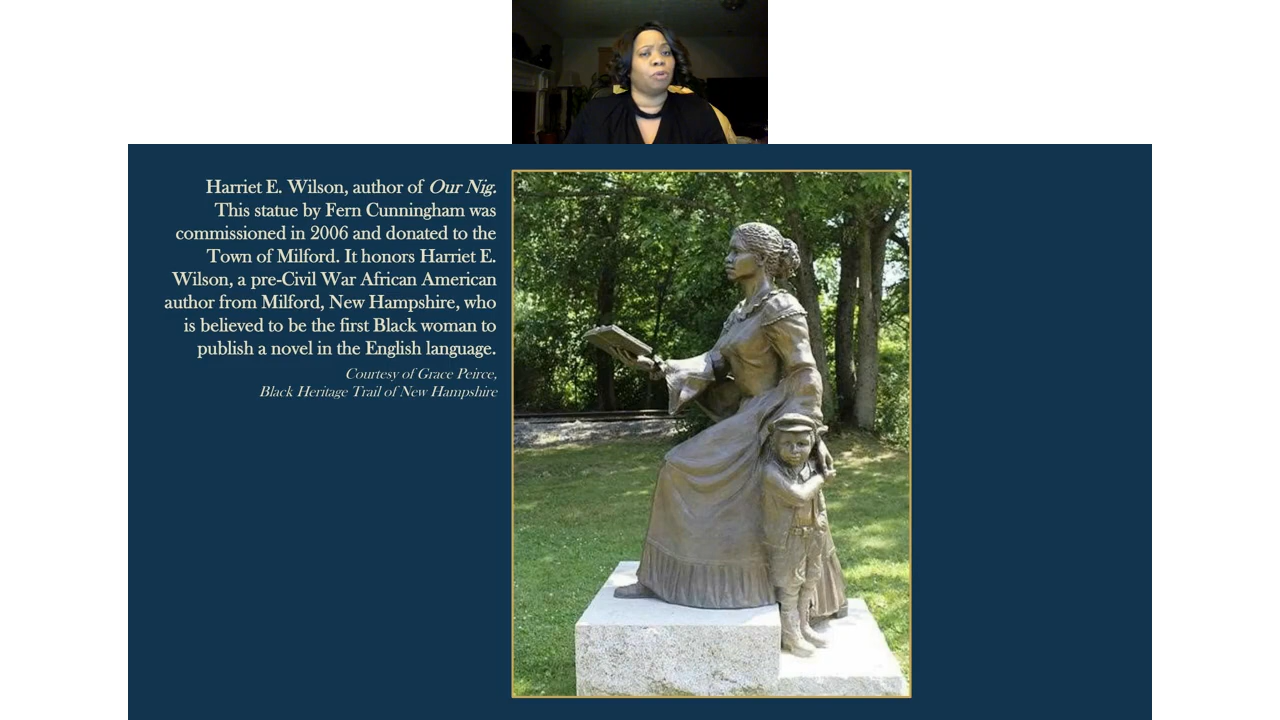 Harriet E. Wilson, author of Our Nig.
This statue by Fern Cunningham was
commissioned in 2006 and donated to the
Town of Milford. It honors Harriet E.
Wilson, a pre-Civil War African American
author from Milford, New Hampshire, who
is believed to be the first Black woman to
publish a novel in the English language.
Courtesy of Grace Peirce,
Black Heritage Trail of New Hampshire